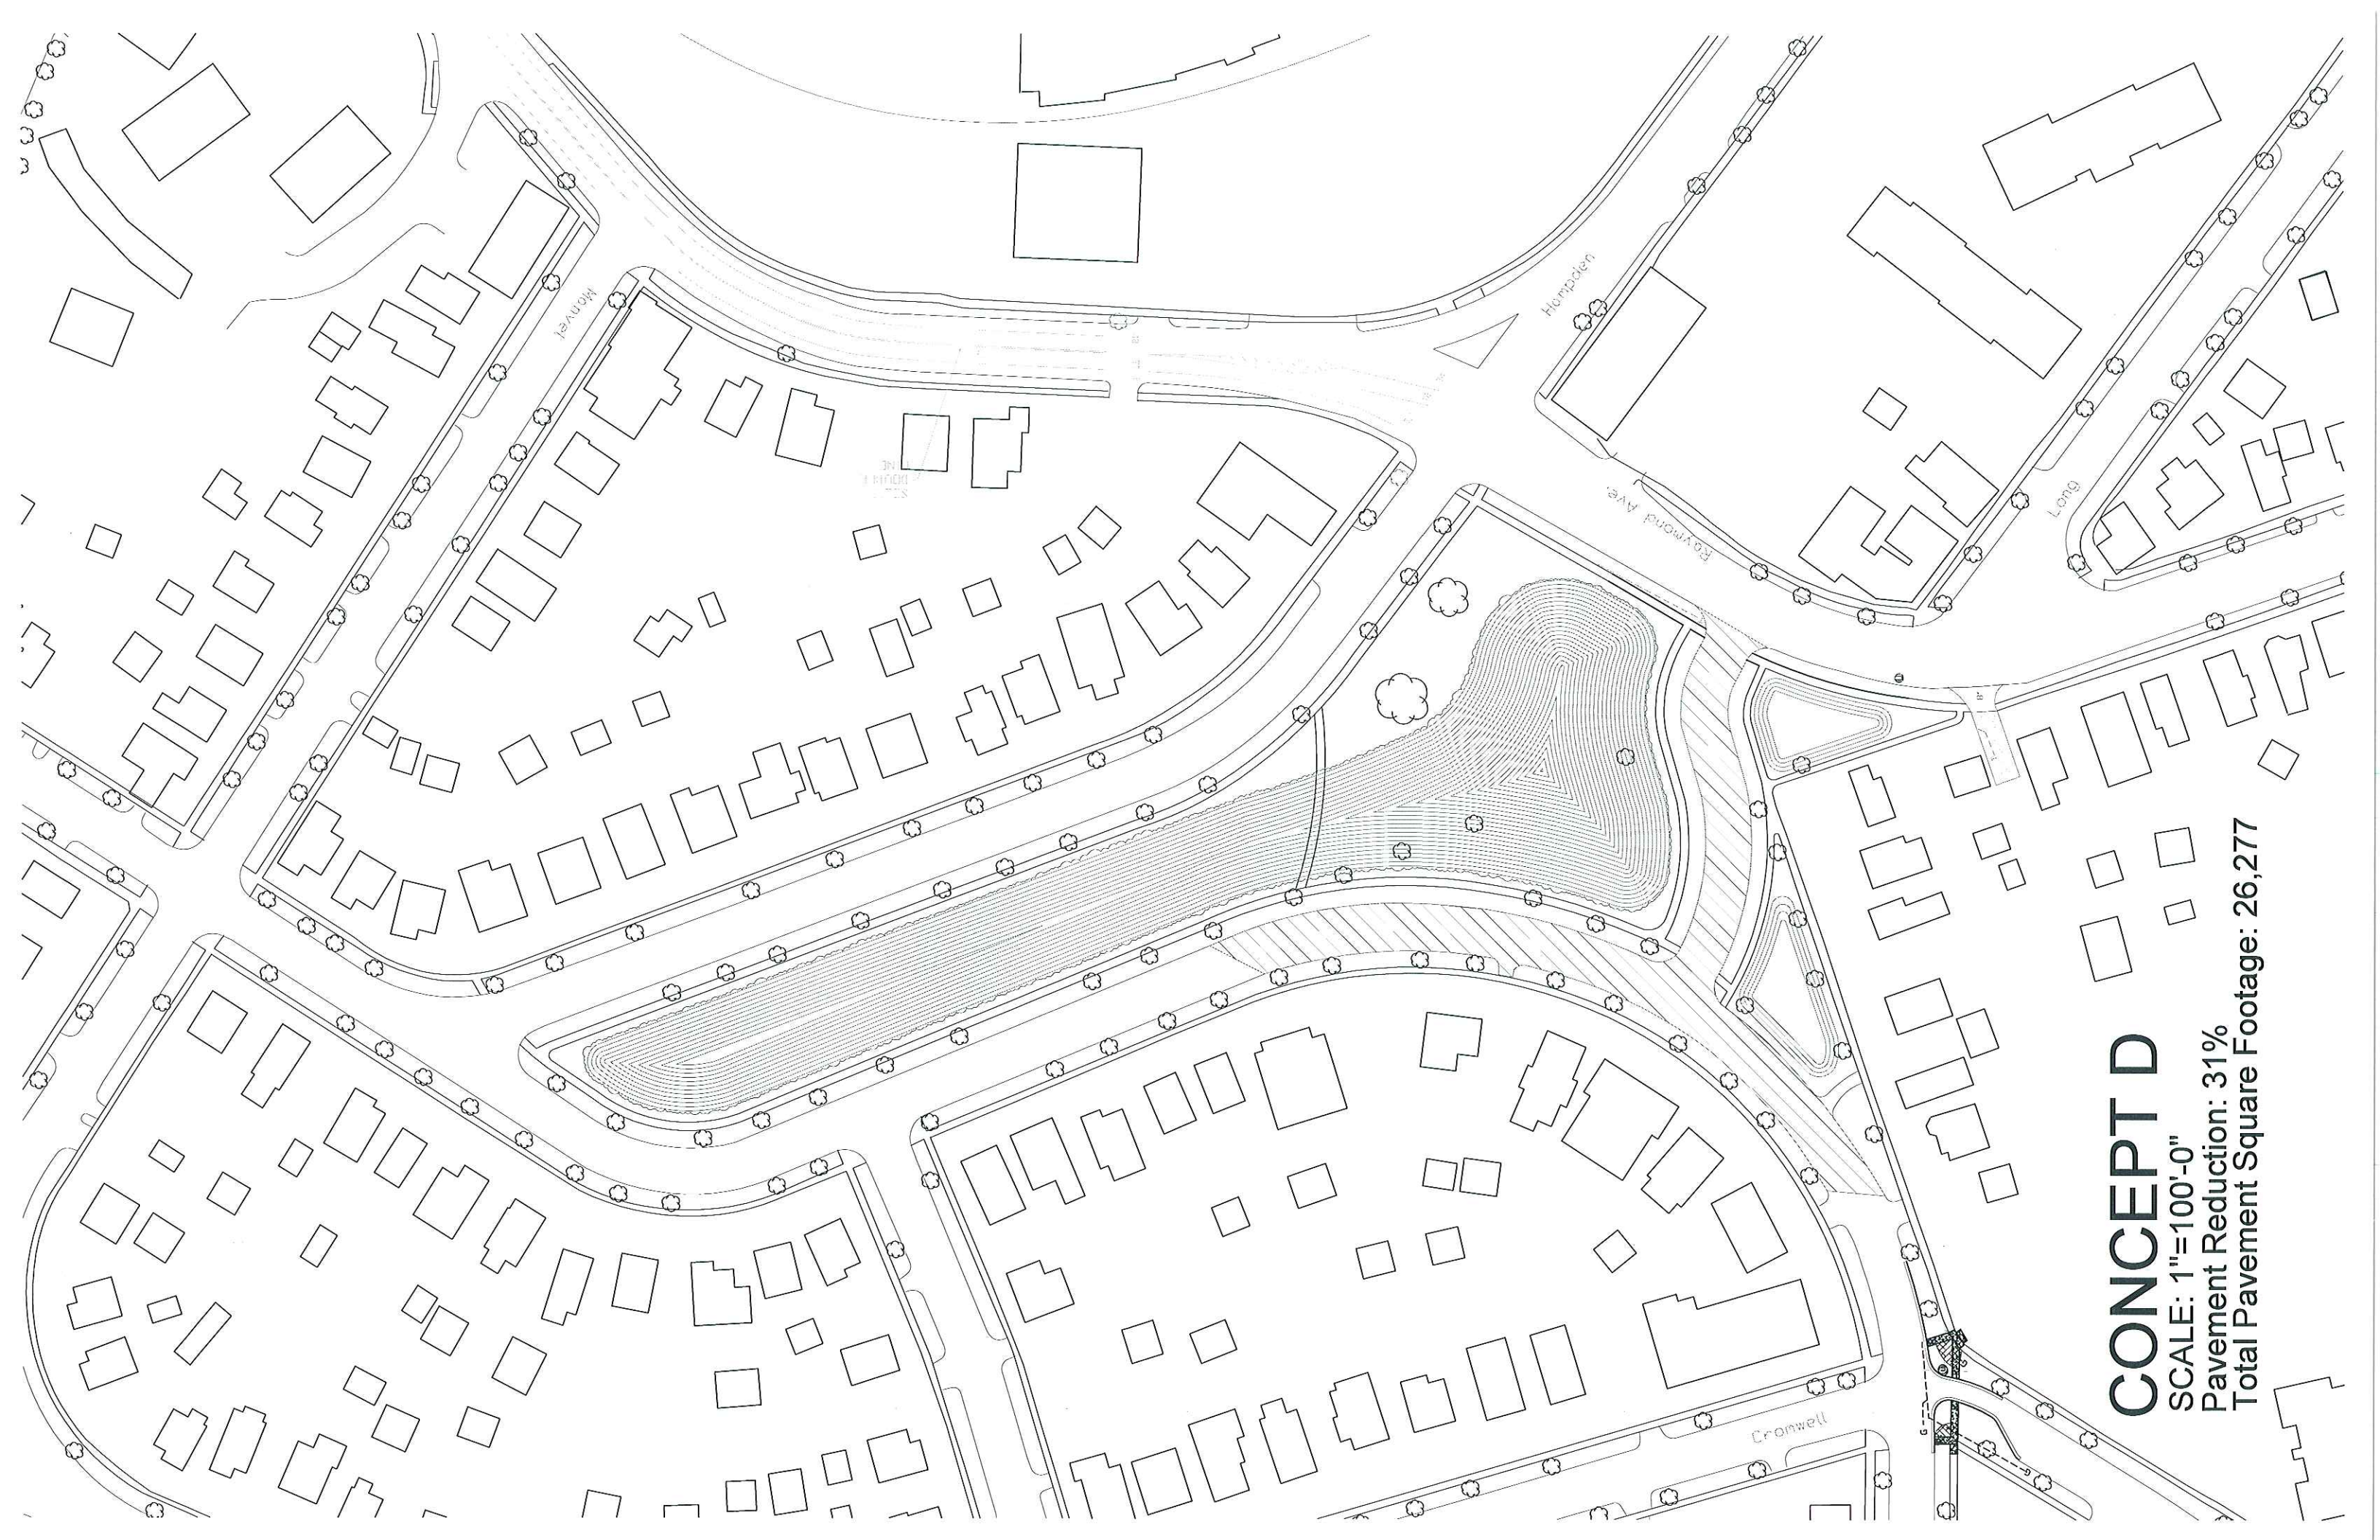 Manvel
Hampden
Raymond Ave.
Long
Cromwell
CONCEPT D
SCALE: 1"=100'-0"
Pavement Reduction: 31%
Total Pavement Square Footage: 26,277